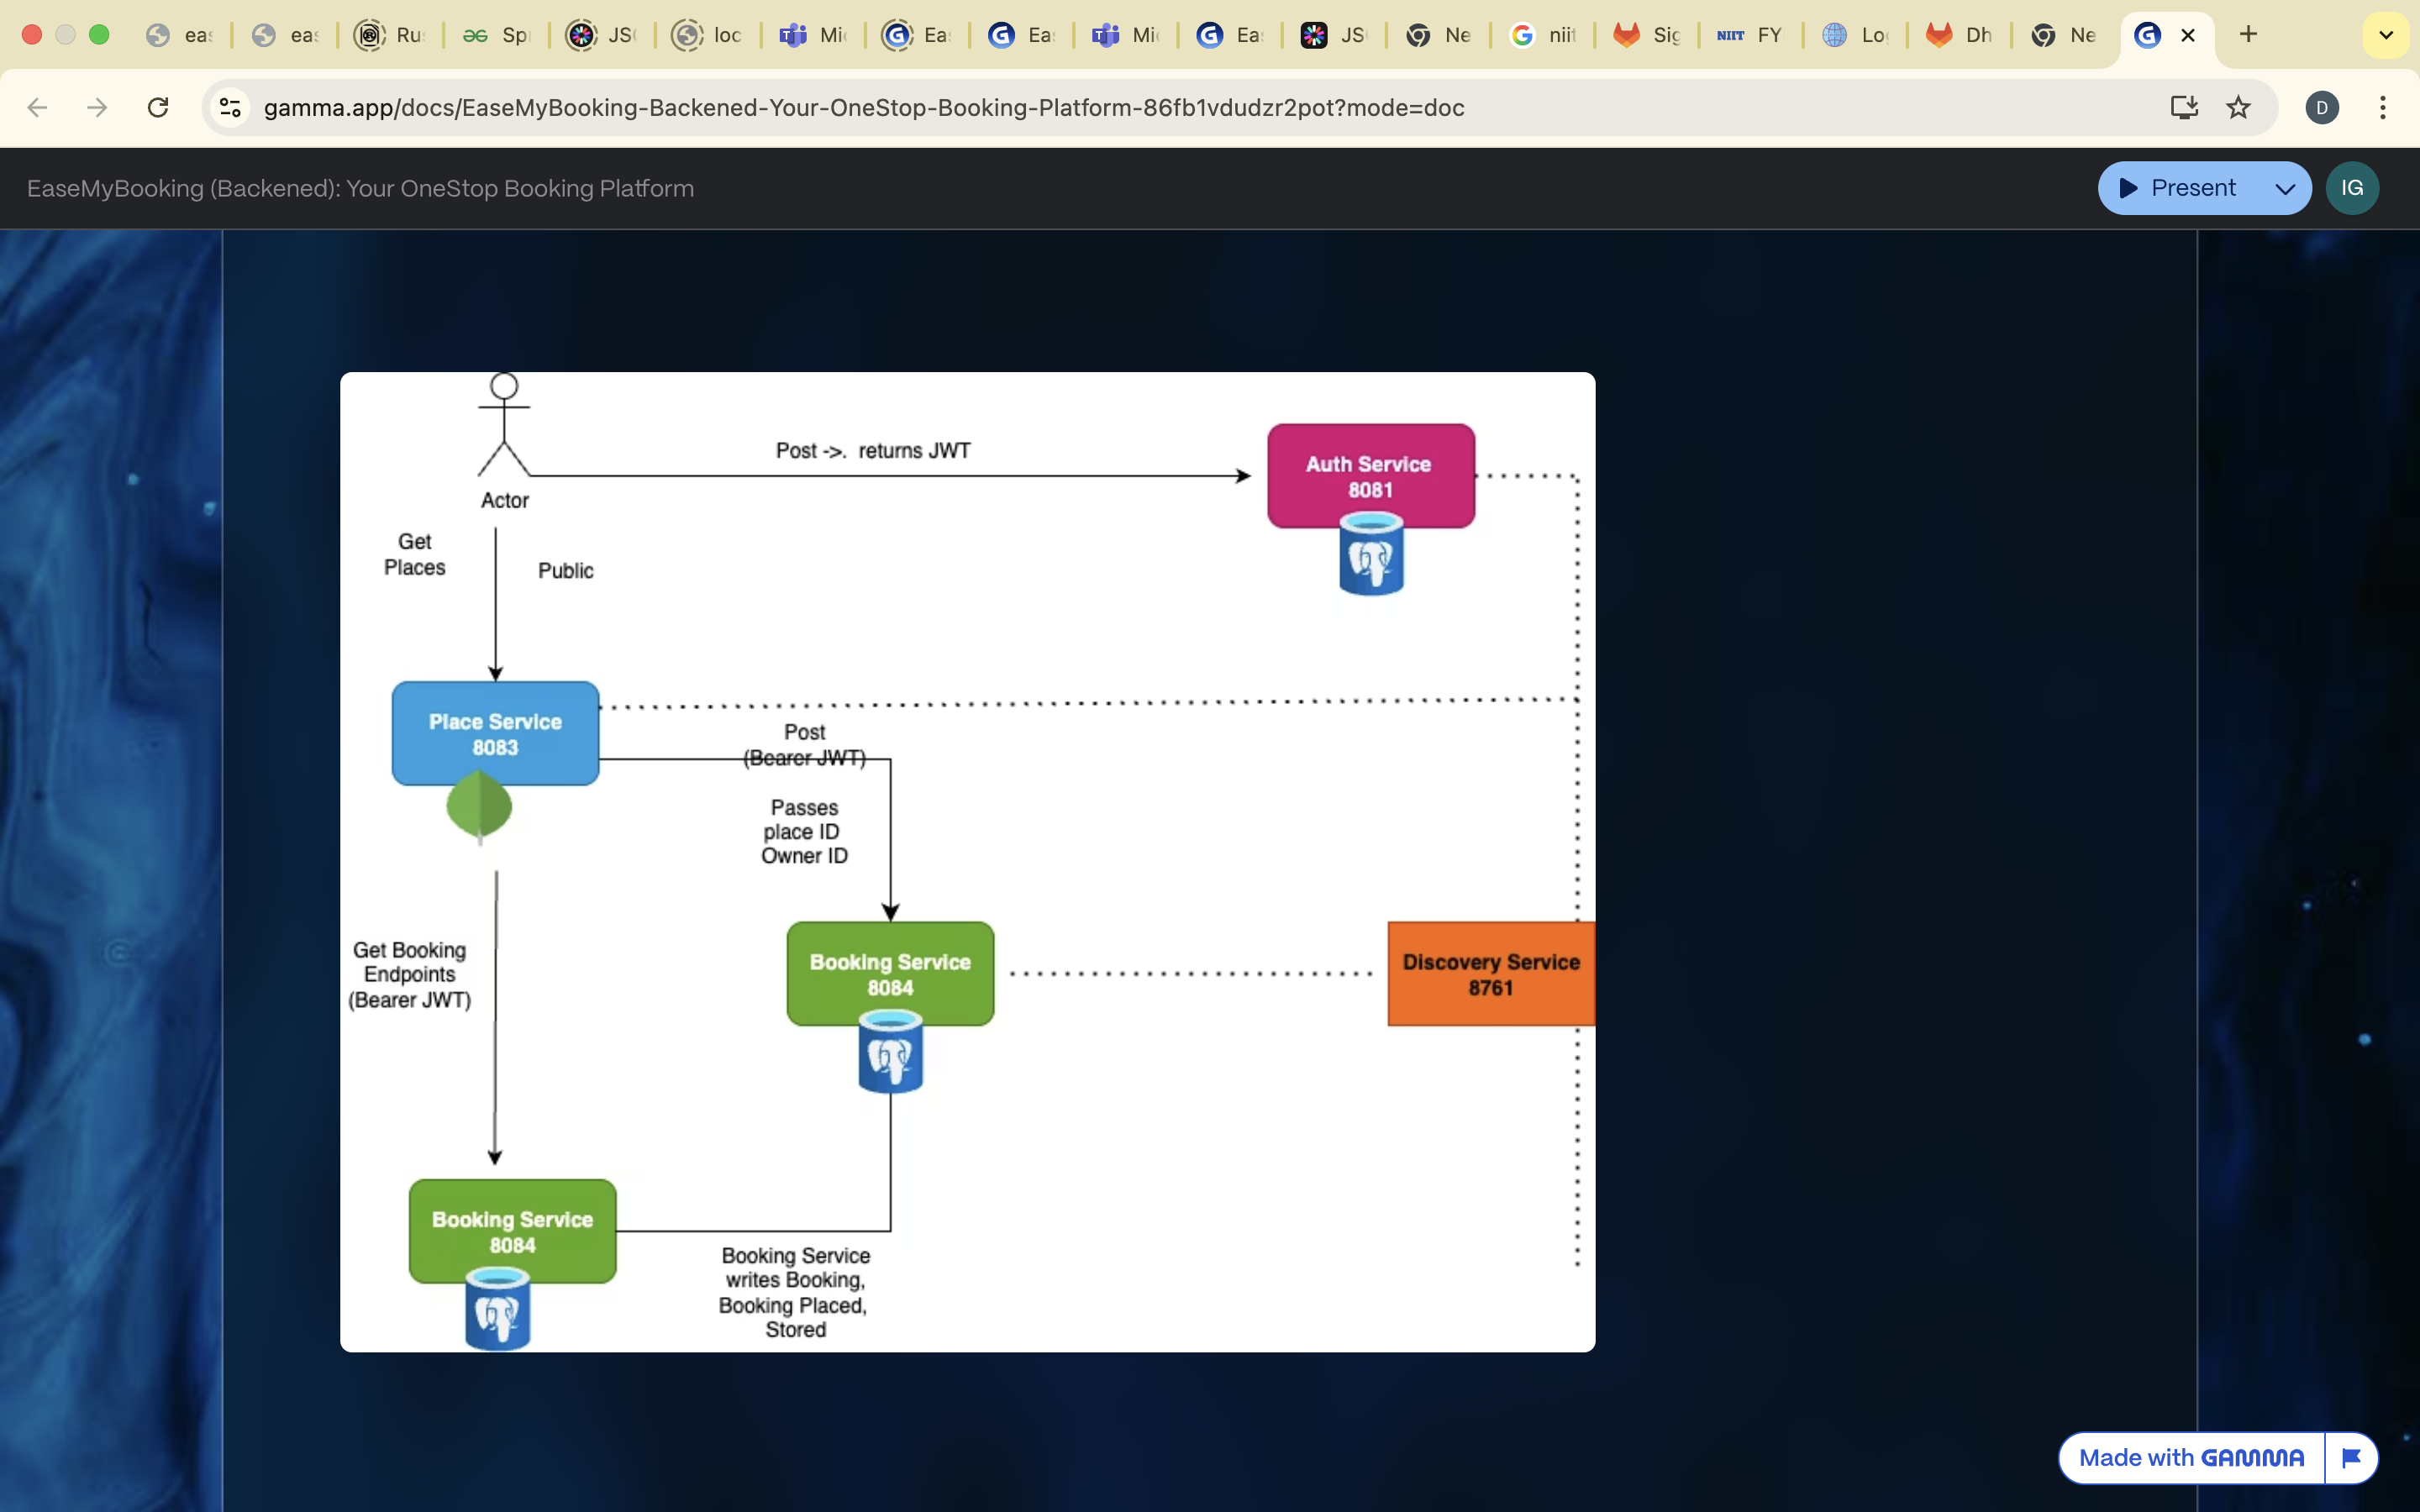 eas
eas
Ru
Sp
JS
loc
Mi
Ea
Ea
Mi
Ea
JS
Ne
niit
Sig
NIIT FY
Lo
Dh
Ne
gamma.app/docs/EaseMyBooking-Backened-Your-OneStop-Booking-Platform-86fb1vdudzr2pot?mode=doc
D
EaseMyBooking (Backened): Your OneStop Booking Platform
Present
IG
Post ->. returns JWT
Auth Service
8081
Actor
Get
Places
Public
Place Service
8083
Post
(Bearer JWT)
Passes
place ID
Owner ID
Get Booking
Endpoints
(Bearer JWT)
Booking Service
8084
Discovery Service
8761
Booking Service
8084
Booking Service
writes Booking,
Booking Placed,
Stored
Made with GAMMA